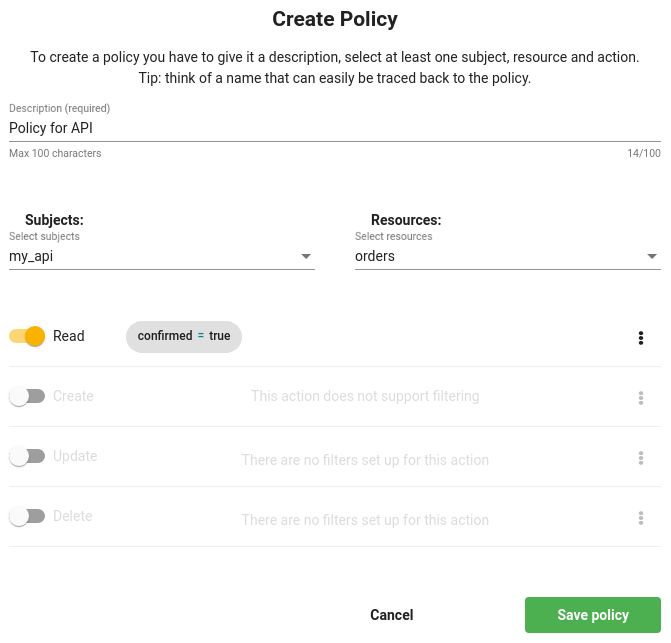 Create Policy
To create a policy you have to give it a description, select at least one subject, resource and action.
Tip: think of a name that can easily be traced back to the policy.
Description (required)
Policy for API
Max 100 characters 14/100
Subjects: Resources:
Select subjects Select resources
my_api orders
Read confirmed = true
Create This action does not support filtering
Update There are no filters set up for this action
Delete There are no filters set up for this action
Cancel Save policy